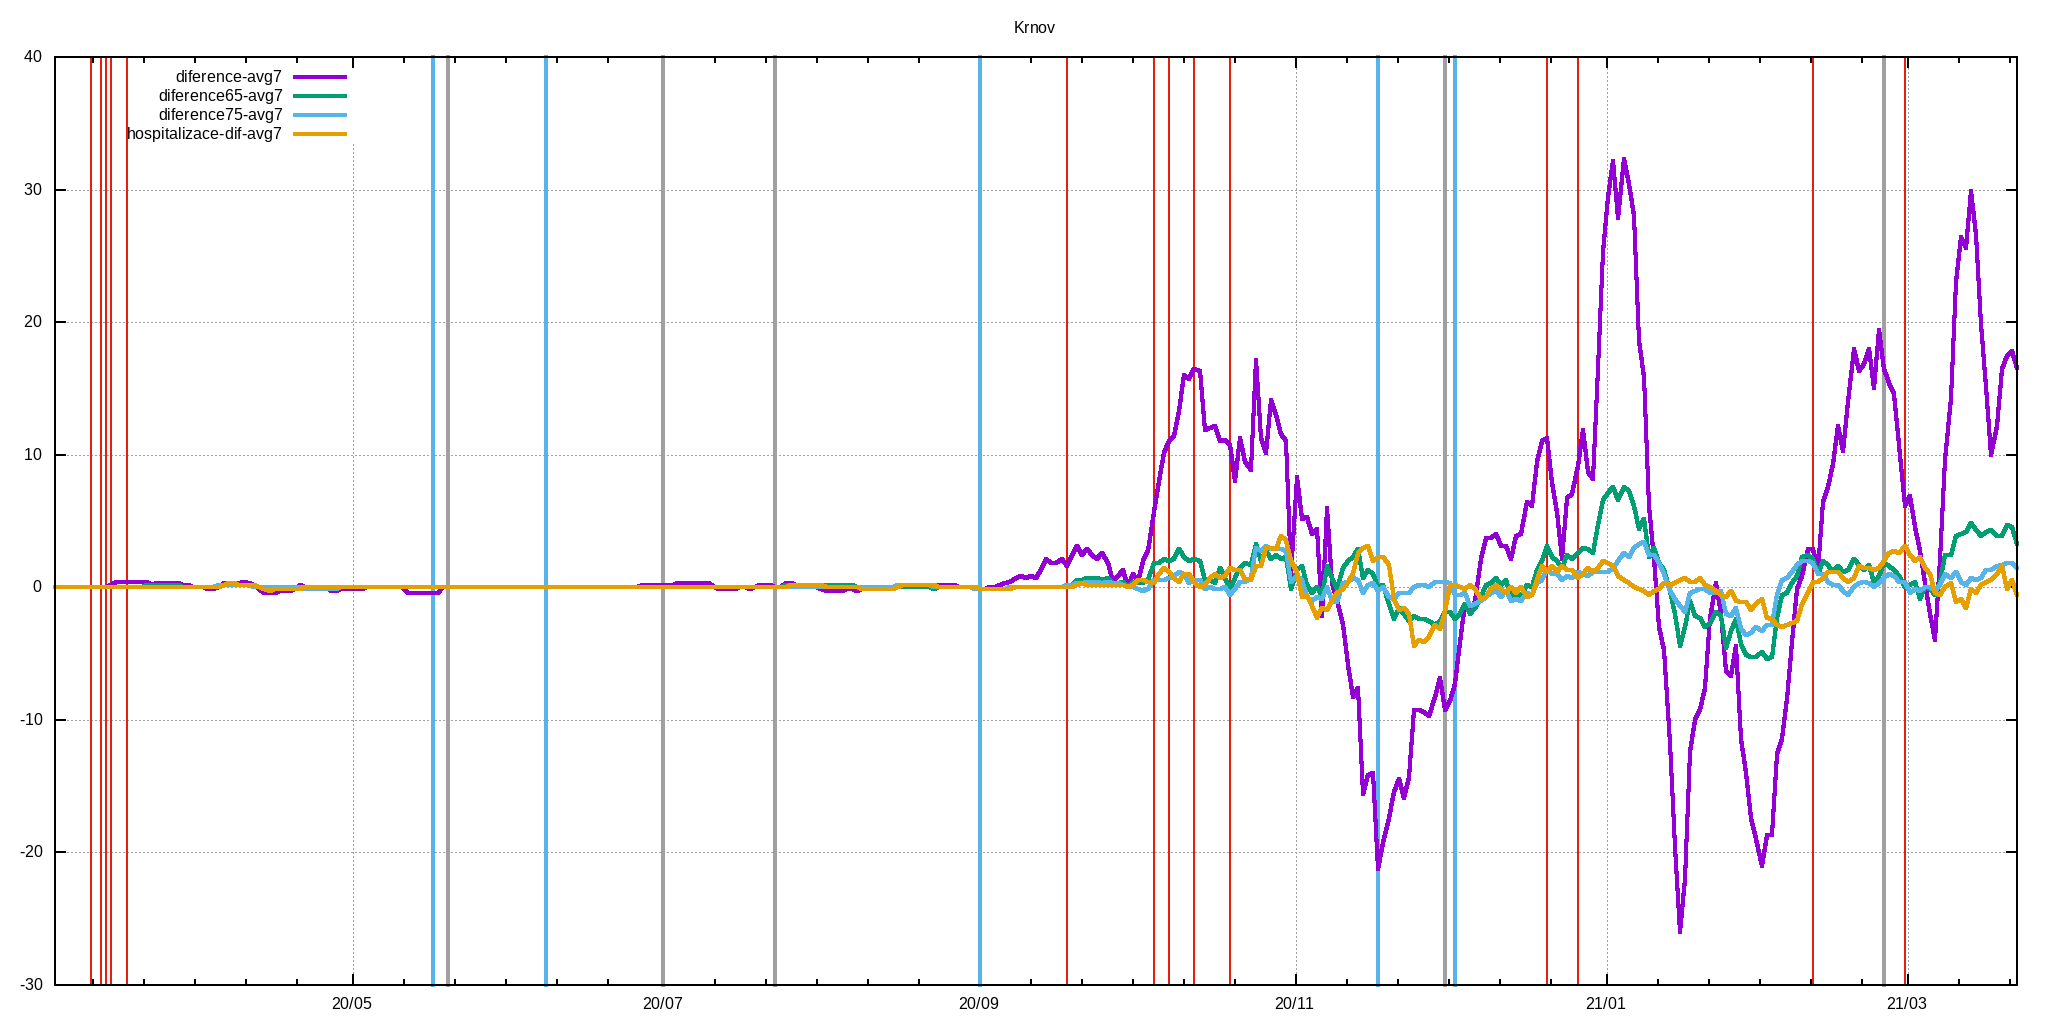 Krnov
40
diference-avg7
diference65-avg7
diference75-avg7
hospitalizace-dif-avg7
30
20
10
0
-10
-20
-30
20/05 20/07 20/09 20/11 21/01 21/03